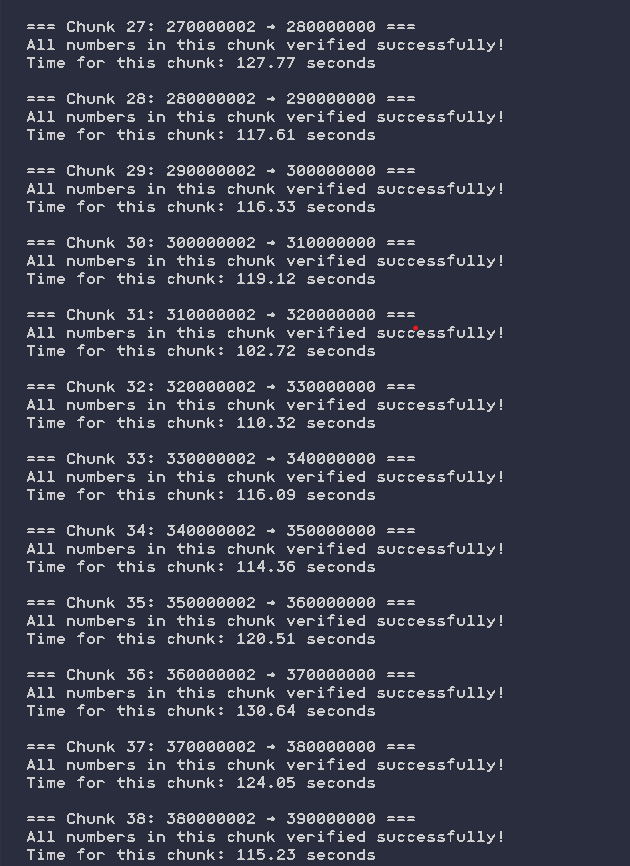 === Chunk 27: 270000002 → 280000000 ===
All numbers in this chunk verified successfully!
Time for this chunk: 127.77 seconds
=== Chunk 28: 280000002 → 290000000 ===
All numbers in this chunk verified successfully!
Time for this chunk: 117.61 seconds
=== Chunk 29: 290000002 → 300000000 ===
All numbers in this chunk verified successfully!
Time for this chunk: 116.33 seconds
=== Chunk 30: 300000002 → 310000000 ===
All numbers in this chunk verified successfully!
Time for this chunk: 119.12 seconds
=== Chunk 31: 310000002 → 320000000 ===
All numbers in this chunk verified successfully!
Time for this chunk: 102.72 seconds
=== Chunk 32: 320000002 → 330000000 ===
All numbers in this chunk verified successfully!
Time for this chunk: 110.32 seconds
=== Chunk 33: 330000002 → 340000000 ===
All numbers in this chunk verified successfully!
Time for this chunk: 116.09 seconds
=== Chunk 34: 340000002 → 350000000 ===
All numbers in this chunk verified successfully!
Time for this chunk: 114.36 seconds
=== Chunk 35: 350000002 → 360000000 ===
All numbers in this chunk verified successfully!
Time for this chunk: 120.51 seconds
=== Chunk 36: 360000002 → 370000000 ===
All numbers in this chunk verified successfully!
Time for this chunk: 130.64 seconds
=== Chunk 37: 370000002 → 380000000 ===
All numbers in this chunk verified successfully!
Time for this chunk: 124.05 seconds
=== Chunk 38: 380000002 → 390000000 ===
All numbers in this chunk verified successfully!
Time for this chunk: 115.23 seconds